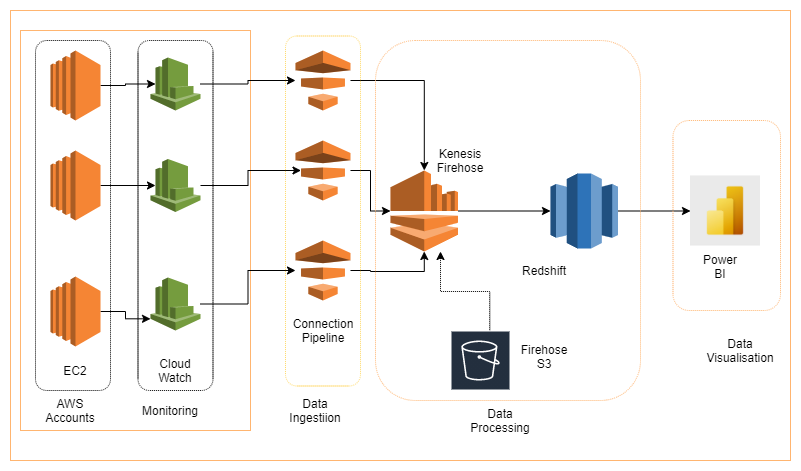 EC2
AWS
Accounts
Cloud
Watch
Monitoring
Connection
Pipeline
Data
Ingestiion
Kenesis
Firehose
Redshift
Firehose
S3
Data
Processing
Power
BI
Data
Visualisation